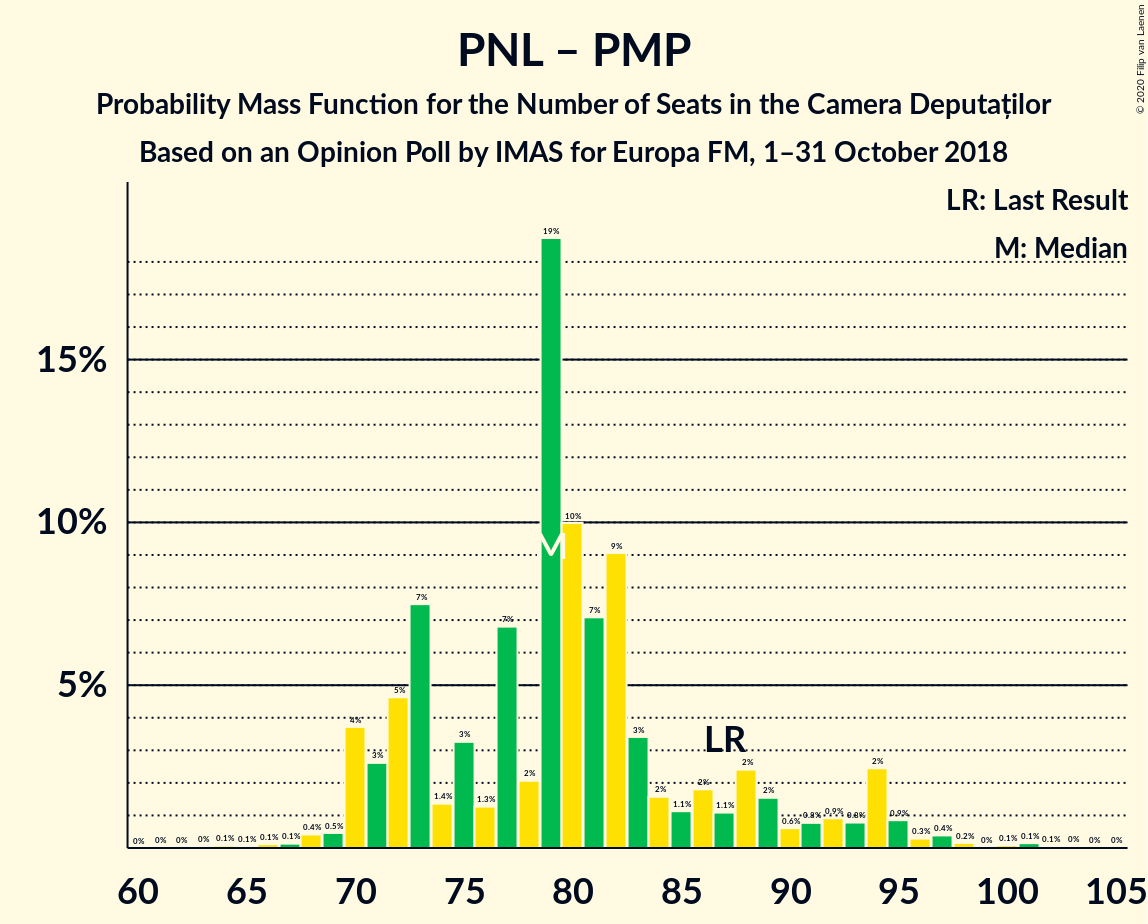 PNL – PMP
Probability Mass Function for the Number of Seats in the Camera Deputaților
Based on an Opinion Poll by IMAS for Europa FM, 1–31 October 2018
© 2020 Filip van Laenen
LR: Last Result
M: Median
15%
10%
5%
0% 0% 0% 0% 0.1% 0.1% 0.1% 0.1% 0.4% 0.5% 4% 3% 5% 7% 1.4% 3% 1.3% 7% 2% 19% 10% 7% 9% 3% 2% 1.1% 2% 1.1% 2% 2% 0.6% 0.8% 0.9% 0.8% 2% 0.9% 0.3% 0.4% 0.2% 0% 0.1% 0.1% 0.1% 0% 0% 0%
M
LR
60 65 70 75 80 85 90 95 100 105